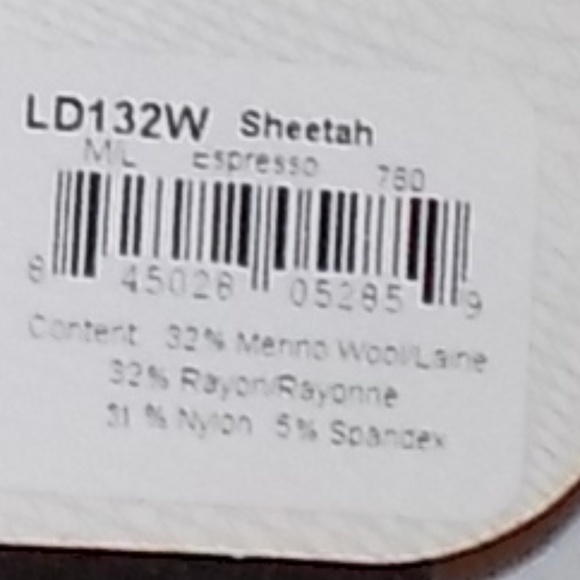 LD132W Sheetah
M/L Espresso
8 45028 05285 9
Content: 32% Merino Wool/Laine
32% Rayon/Rayonne
31 % Nylon 5% Spandex